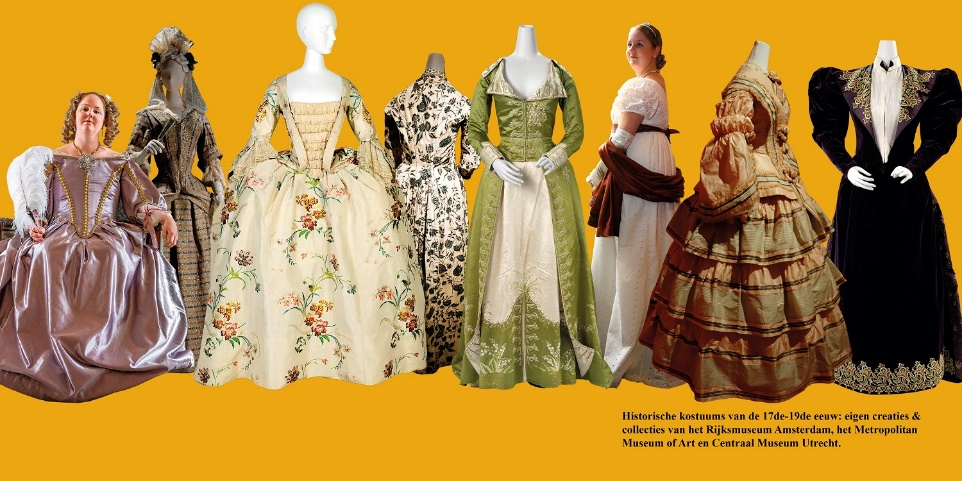 Historische kostuums van de 17de-19de eeuw: eigen creaties &
collecties van het Rijksmuseum Amsterdam, het Metropolitan
Museum of Art en Centraal Museum Utrecht.